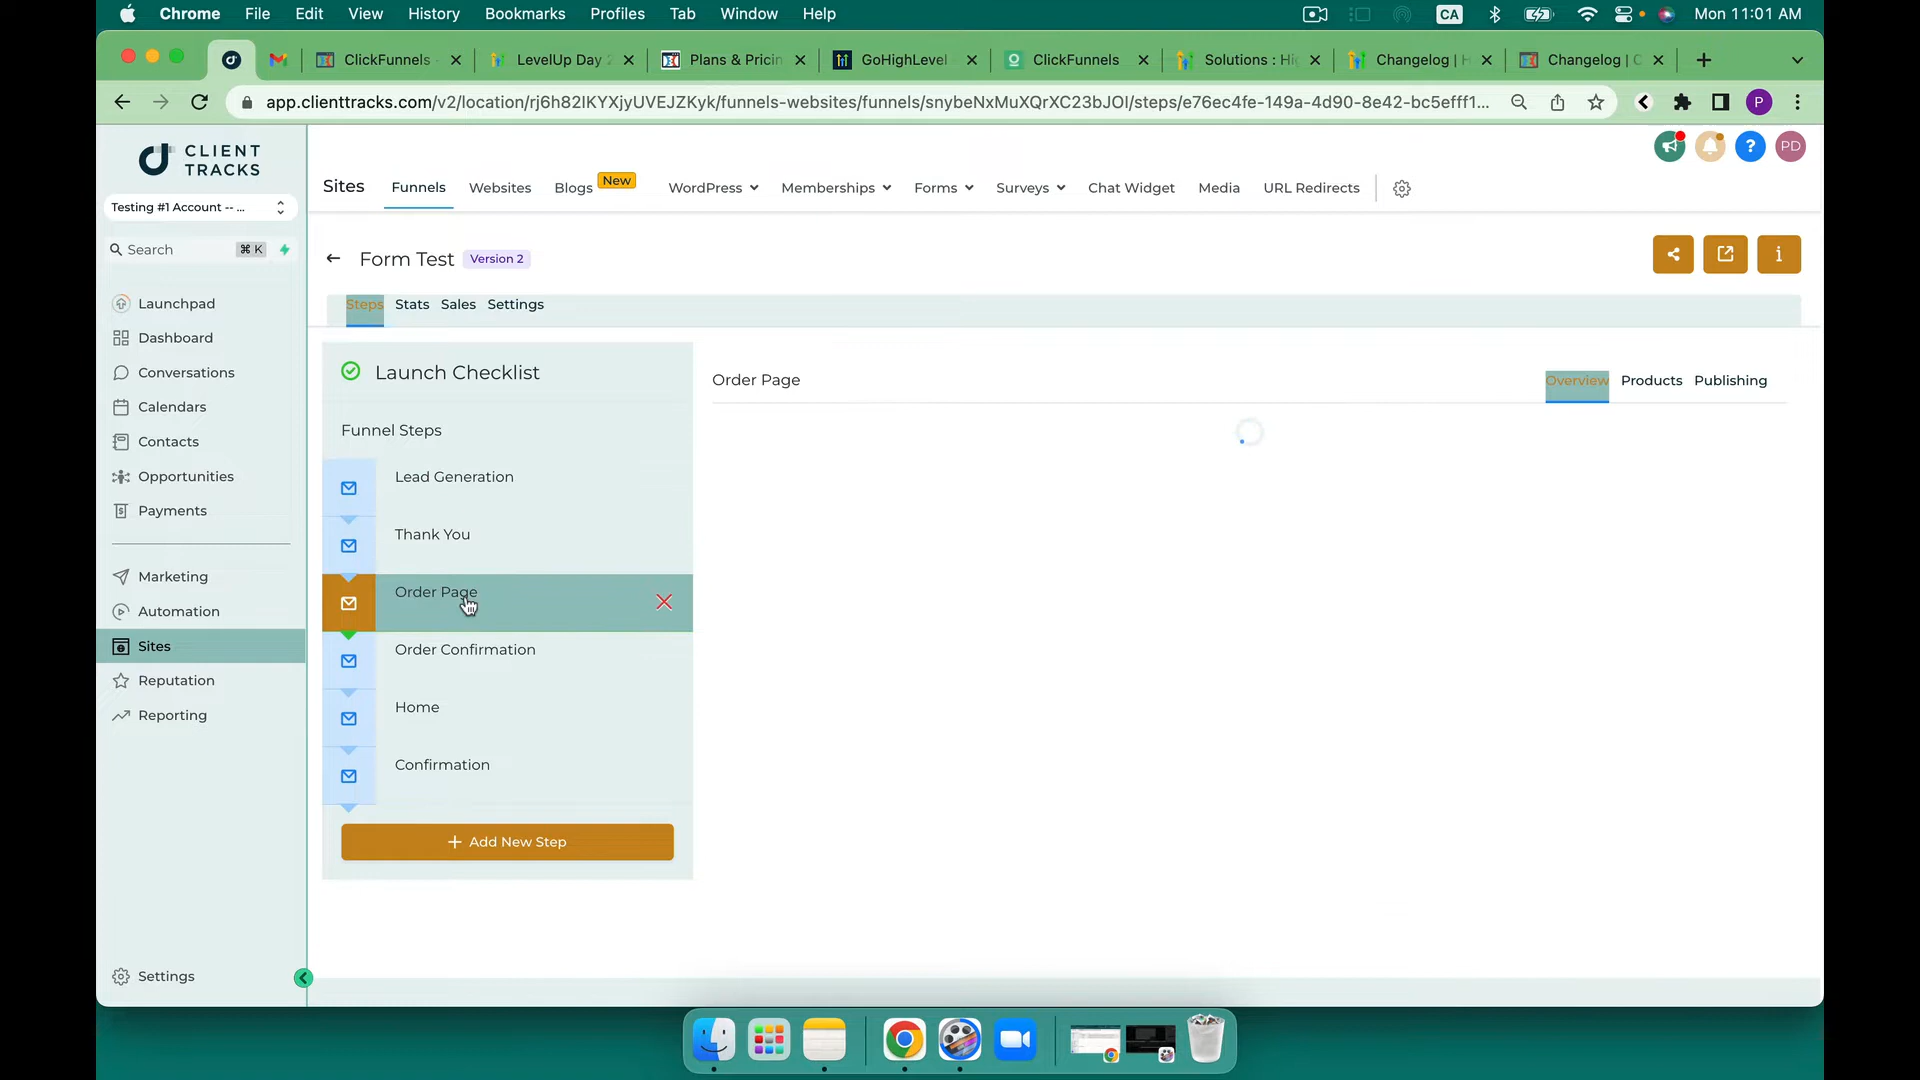 Chrome File Edit View History Bookmarks Profiles Tab Window Help
CA
Mon 11:01 AM
ClickFunnels
LevelUp Day
Plans & Pricin
GoHighLevel
ClickFunnels
Solutions : Hi
Changelog | H
Changelog | C
app.clienttracks.com/v2/location/rj6h82IKYXjyUVEJZKyk/funnels-websites/funnels/snybeNxMuXQrXC23bJOI/steps/e76ec4fe-149a-4d90-8e42-bc5efff1...
P
CLIENT
TRACKS
?
PD
Sites
Funnels
Websites
Blogs
New
WordPress
Memberships
Forms
Surveys
Chat Widget
Media
URL Redirects
Testing #1 Account -- ...
Search
⌘ K
Launchpad
Dashboard
Conversations
Calendars
Contacts
Opportunities
Payments
Marketing
Automation
Sites
Reputation
Reporting
Settings
Form Test
Version 2
i
Steps
Stats
Sales
Settings
Launch Checklist
Funnel Steps
Lead Generation
Thank You
Order Page
Order Confirmation
Home
Confirmation
+ Add New Step
Order Page
Overview
Products
Publishing